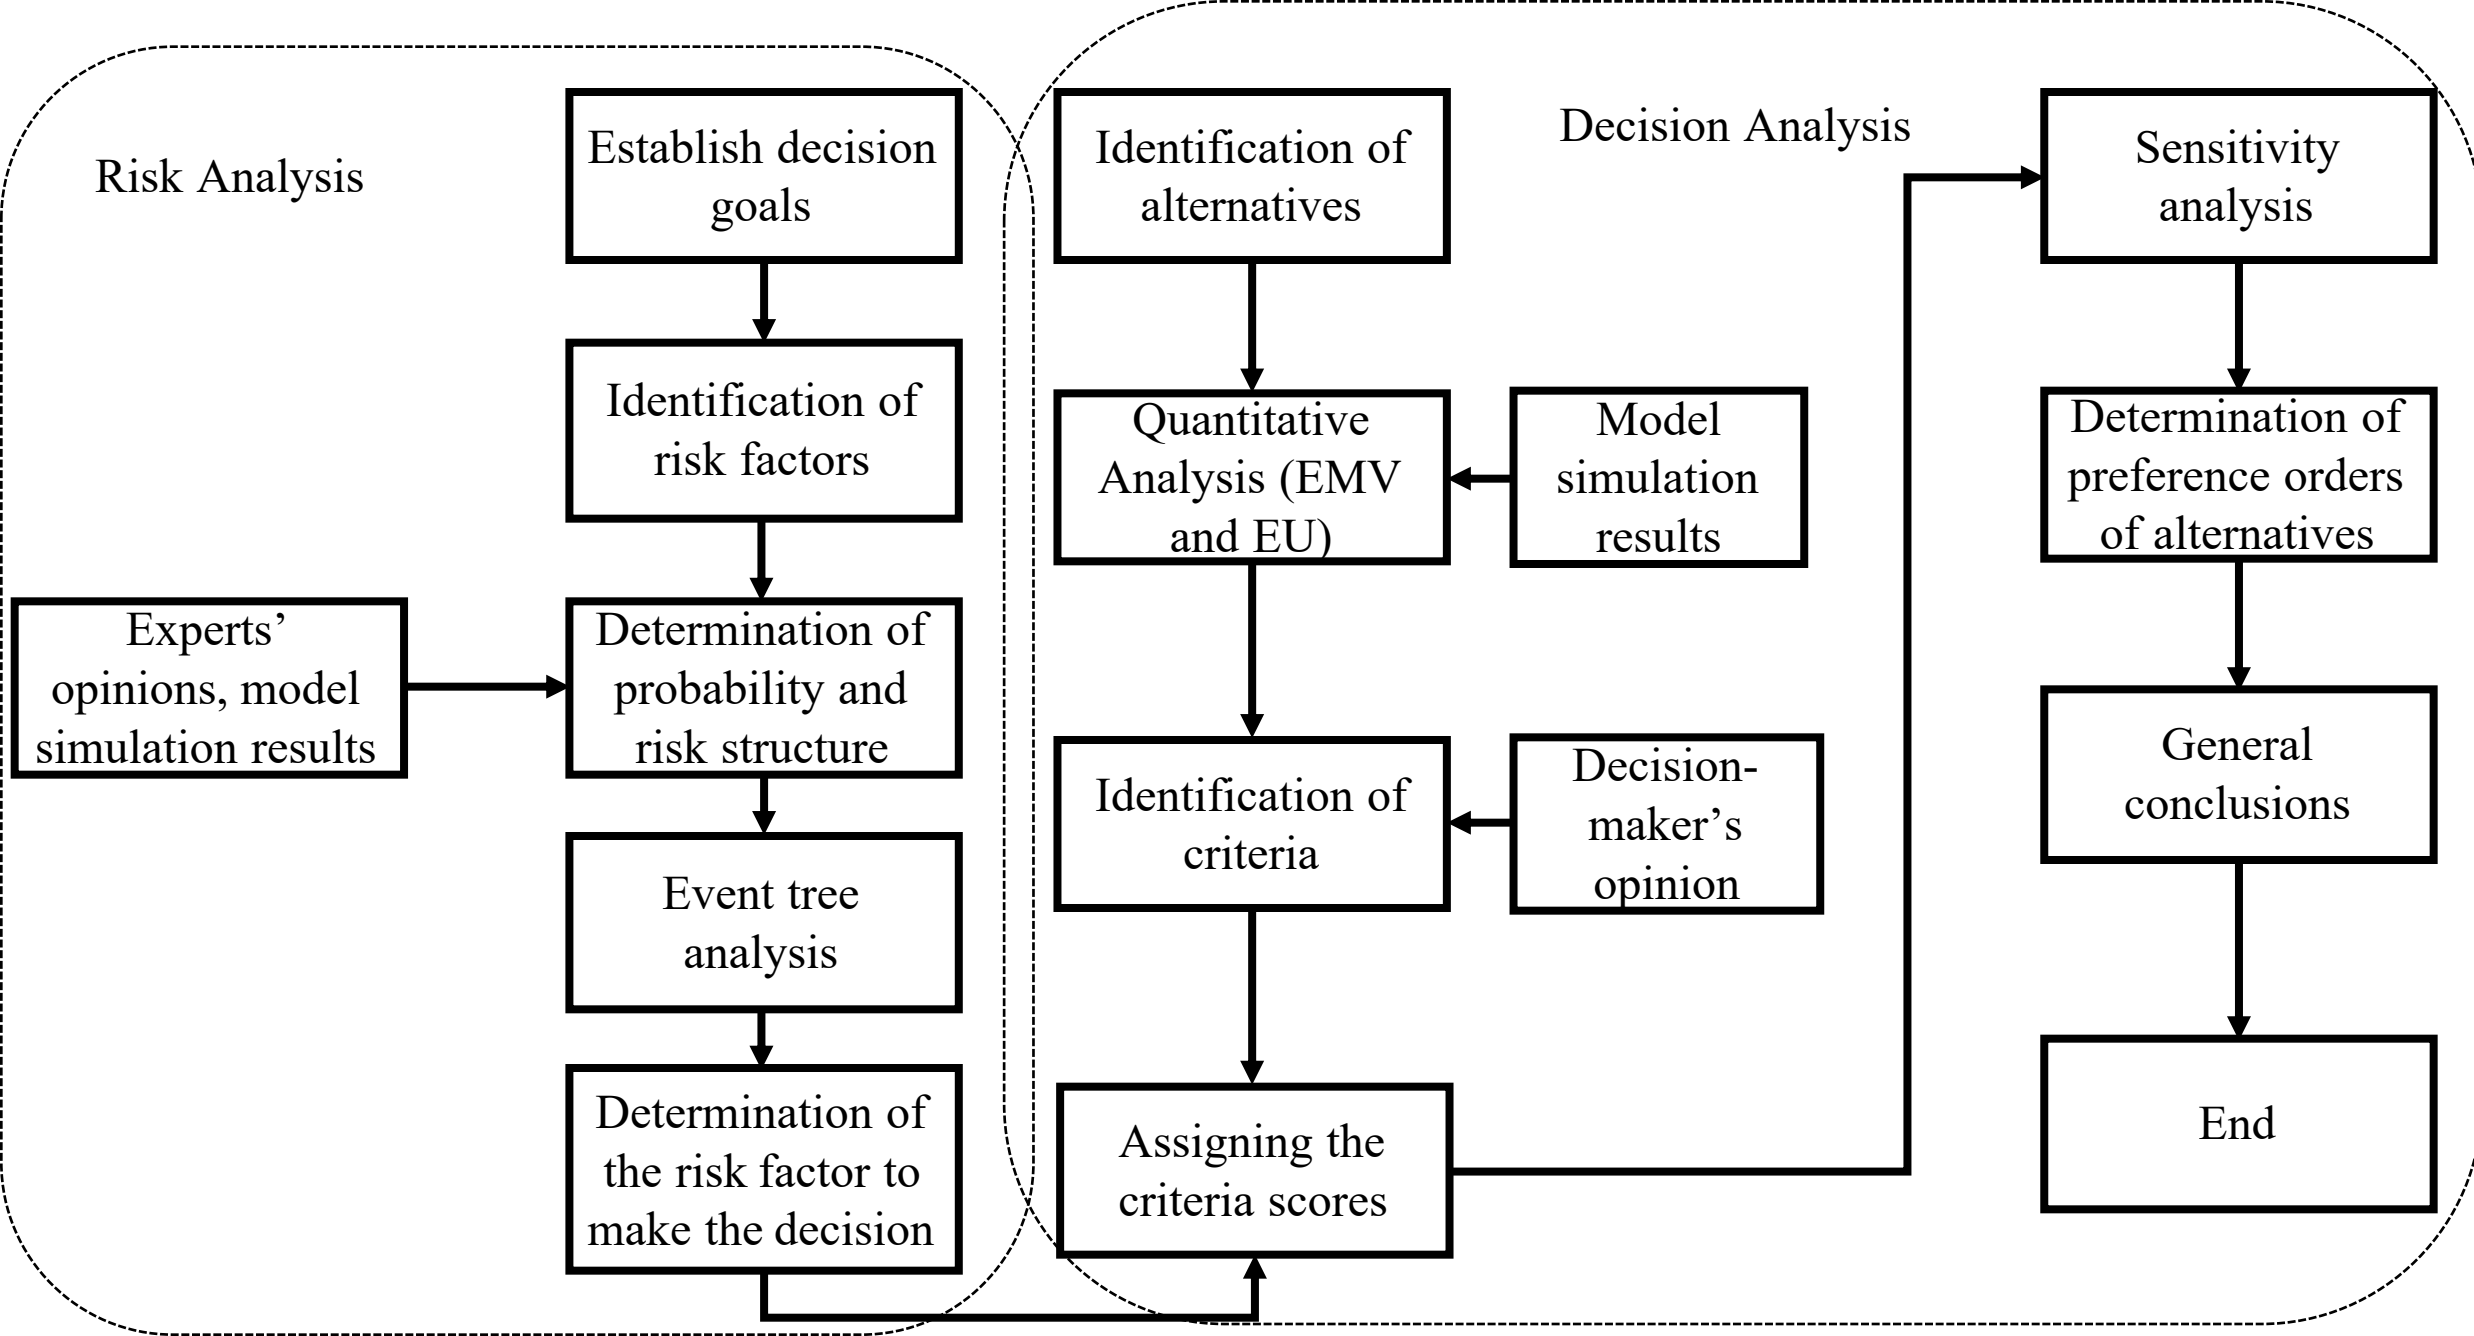 Risk Analysis
Establish decision
goals
Identification of
risk factors
Experts’
opinions, model
simulation results
Determination of
probability and
risk structure
Event tree
analysis
Determination of
the risk factor to
make the decision
Decision Analysis
Identification of
alternatives
Quantitative
Analysis (EMV
and EU)
Model
simulation
results
Identification of
criteria
Decision-
maker’s
opinion
Assigning the
criteria scores
Sensitivity
analysis
Determination of
preference orders
of alternatives
General
conclusions
End